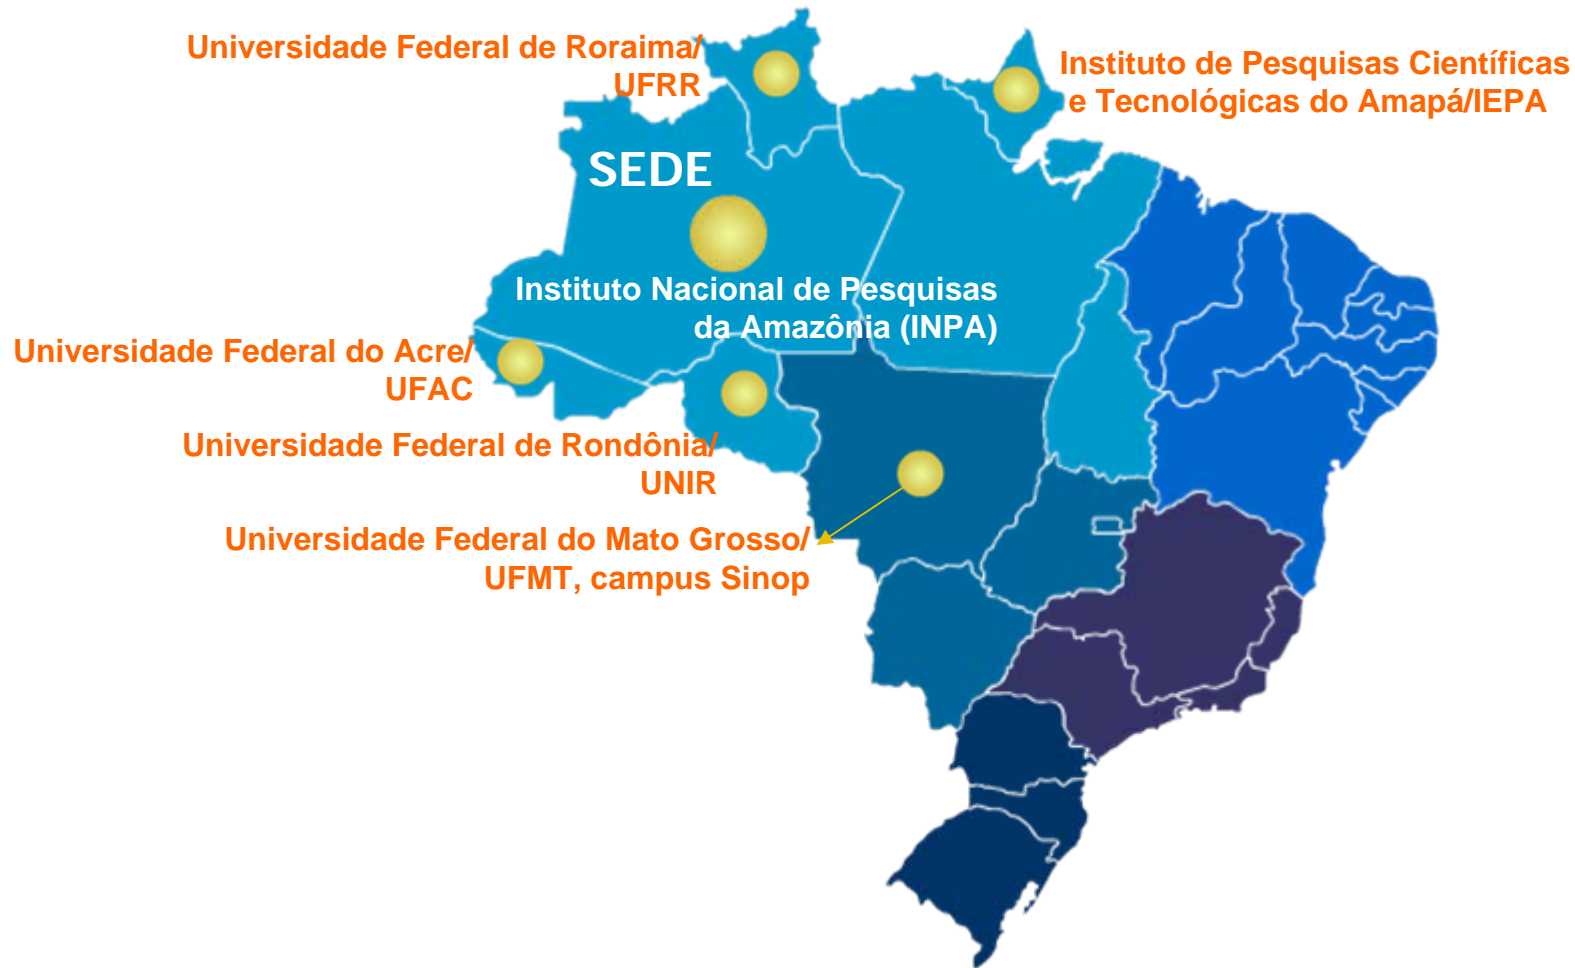 Universidade Federal de Roraima/
UFRR
Instituto de Pesquisas Científicas
e Tecnológicas do Amapá/IEPA
SEDE
Instituto Nacional de Pesquisas
da Amazônia (INPA)
Universidade Federal do Acre/
UFAC
Universidade Federal de Rondônia/
UNIR
Universidade Federal do Mato Grosso/
UFMT, campus Sinop